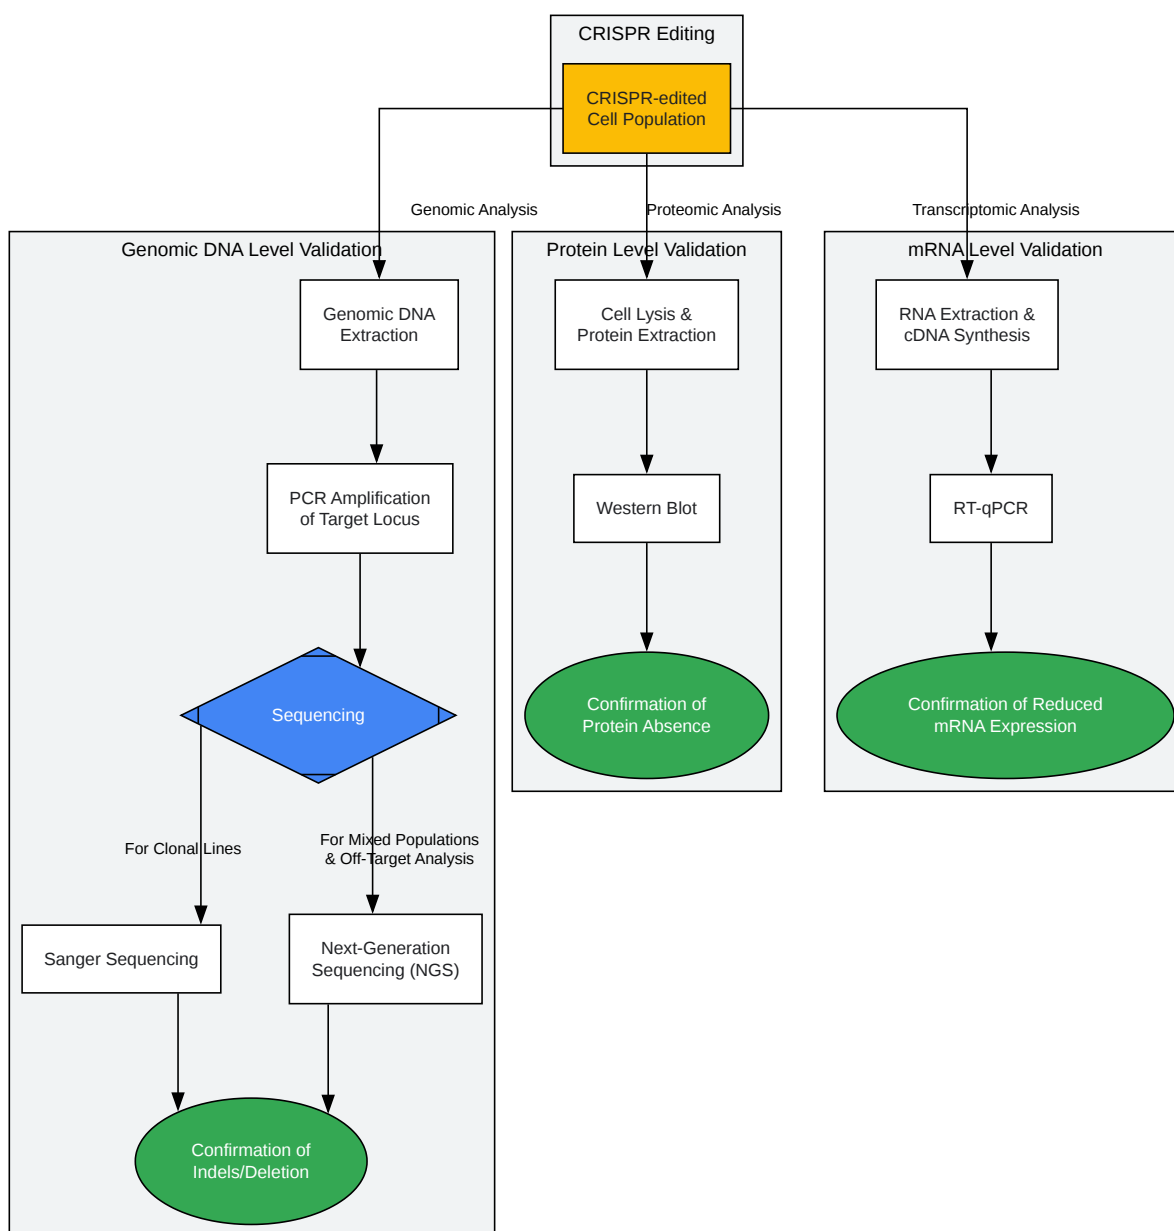 CRISPR Editing
CRISPR-edited
Cell Population
Genomic Analysis
Proteomic Analysis
Transcriptomic Analysis
Genomic DNA Level Validation
Protein Level Validation
mRNA Level Validation
Genomic DNA
Extraction
Cell Lysis &
Protein Extraction
RNA Extraction &
cDNA Synthesis
PCR Amplification
of Target Locus
Western Blot
RT-qPCR
Sequencing
Confirmation of
Protein Absence
Confirmation of Reduced
mRNA Expression
For Clonal Lines
For Mixed Populations
& Off-Target Analysis
Sanger Sequencing
Next-Generation
Sequencing (NGS)
Confirmation of
Indels/Deletion